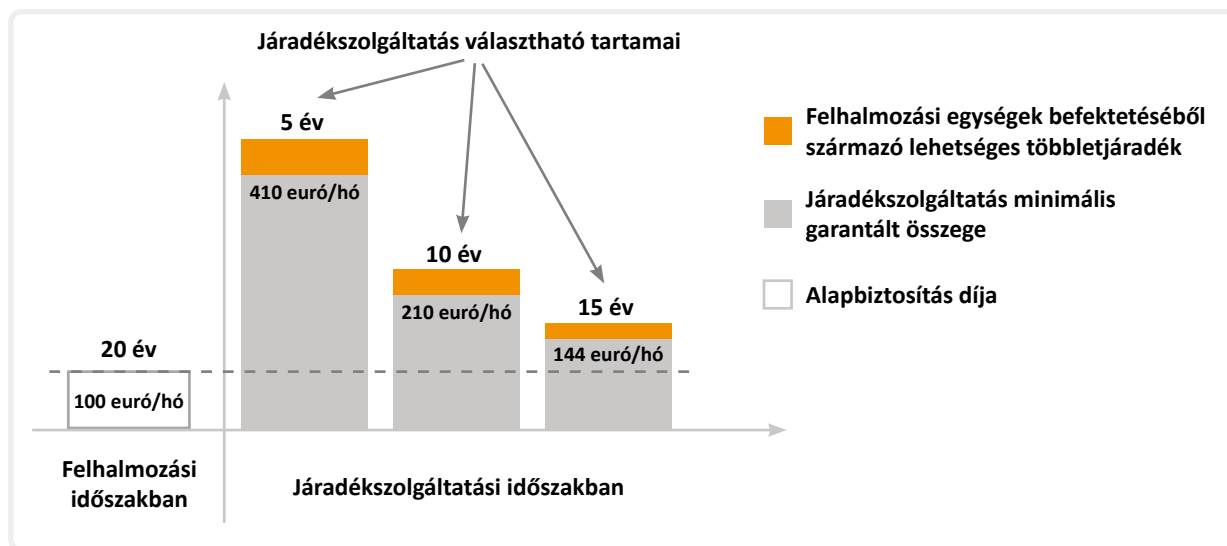 Járadékszolgáltatás választható tartamai
5 év
410 euró/hó
10 év
210 euró/hó
15 év
144 euró/hó
20 év
100 euró/hó
Felhalmozási
időszakban
Járadékszolgáltatási időszakban
Felhalmozási egységek befektetéséből
származó lehetséges többletjáradék
Járadékszolgáltatás minimális
garantált összege
Alapbiztosítás díja